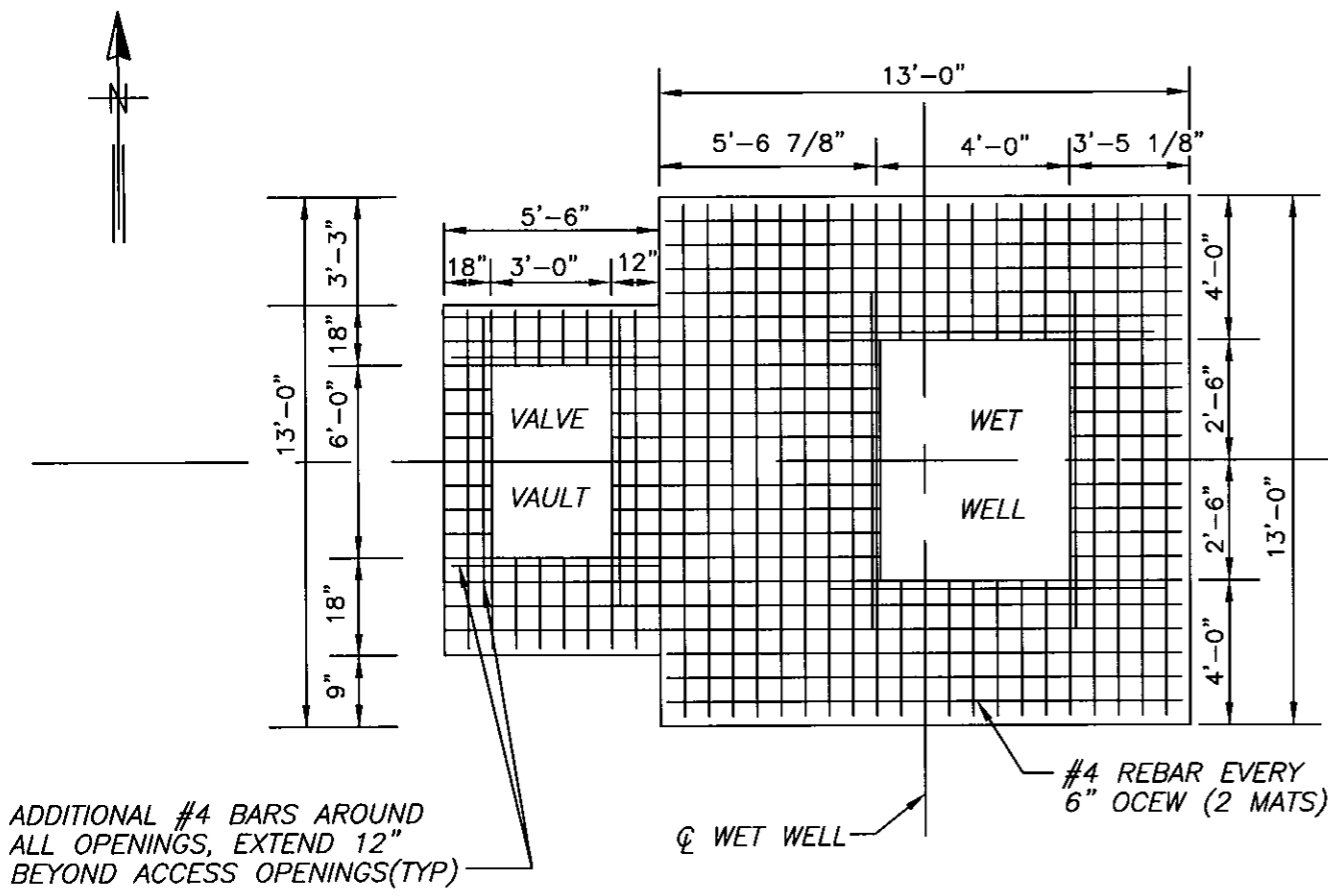 N
13'-0"
5'-6 7/8"
4'-0"
3'-5 1/8"
5'-6"
18"
3'-0"
12"
3'-3"
18"
13'-0"
6'-0"
18"
9"
VALVE
VAULT
WET
WELL
4'-0"
2'-6"
2'-6"
13'-0"
4'-0"
#4 REBAR EVERY
6" OCEW (2 MATS)
℄ WET WELL
ADDITIONAL #4 BARS AROUND
ALL OPENINGS, EXTEND 12"
BEYOND ACCESS OPENINGS(TYP)